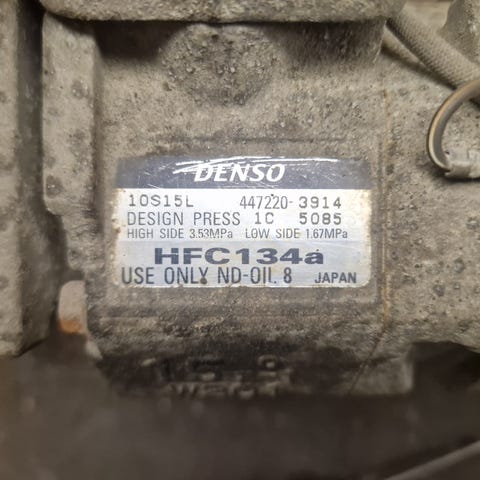 DENSO
10S15L 447220-3914
DESIGN PRESS 1C 5085
HIGH SIDE 3.53MPa LOW SIDE 1.67MPa
HFC134a
USE ONLY ND-OIL 8 JAPAN